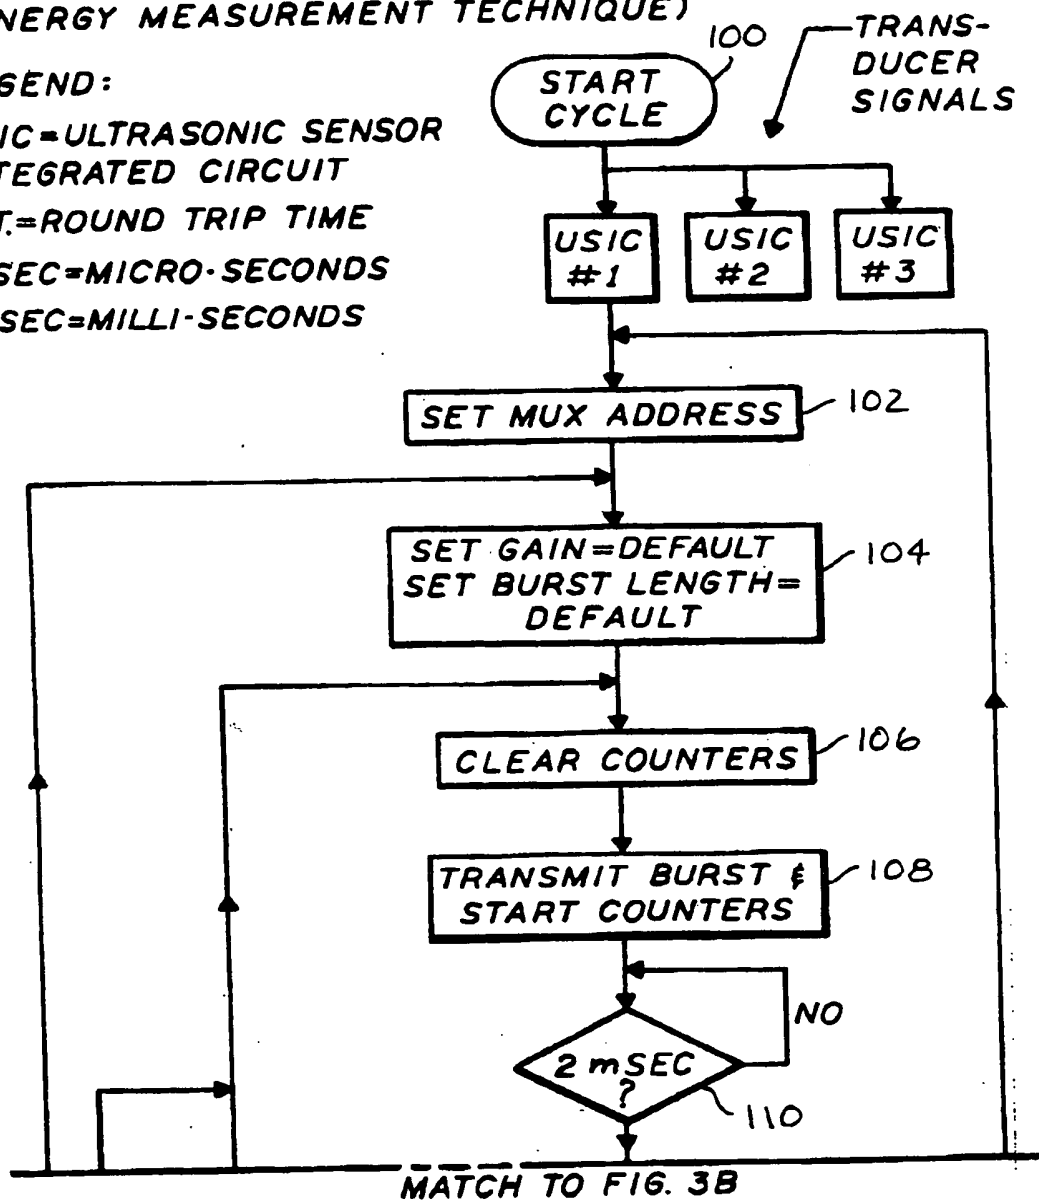 NERGY MEASUREMENT TECHNIQUE)
100
TRANS-
DUCER
SIGNALS
GEND:
IC=ULTRASONIC SENSOR
TEGRATED CIRCUIT
T.=ROUND TRIP TIME
SEC=MICRO-SECONDS
SEC=MILLI-SECONDS
START
CYCLE
USIC
#1
USIC
#2
USIC
#3
SET MUX ADDRESS
102
SET GAIN=DEFAULT
SET BURST LENGTH=
DEFAULT
104
CLEAR COUNTERS
106
TRANSMIT BURST &
START COUNTERS
108
NO
2 mSEC
?
110
MATCH TO FIG. 3B